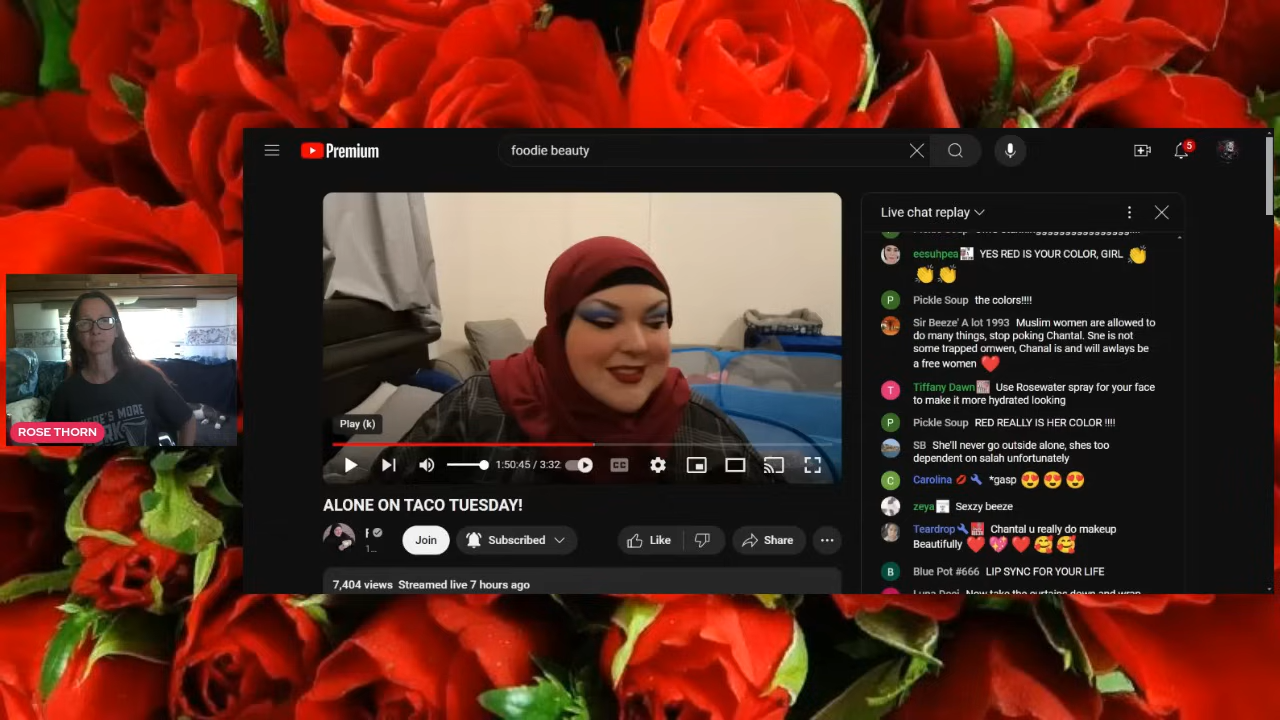 Premium
foodie beauty
5
Live chat replay
eesuhpea YES RED IS YOUR COLOR, GIRL
Pickle Soup the colors!!!!
Sir Beeze' A lot 1993 Muslim women are allowed to
do many things, stop poking Chantal. Sne is not
some trapped omwen, Chanal is and will awlays be
a free women
T
Tiffany Dawn Use Rosewater spray for your face
to make it more hydrated looking
P
Pickle Soup RED REALLY IS HER COLOR !!!!
SB She'll never go outside alone, shes too
dependent on salah unfortunately
C
Carolina *gasp
zeya Sexzy beeze
Teardrop Chantal u really do makeup
Beautifully
B
Blue Pot #666 LIP SYNC FOR YOUR LIFE
Play (k)
1:50:45 / 3:32
CC
ALONE ON TACO TUESDAY!
Join
Subscribed
Like
Share
7,404 views Streamed live 7 hours ago
HERE'S MORE
ROSE THORN